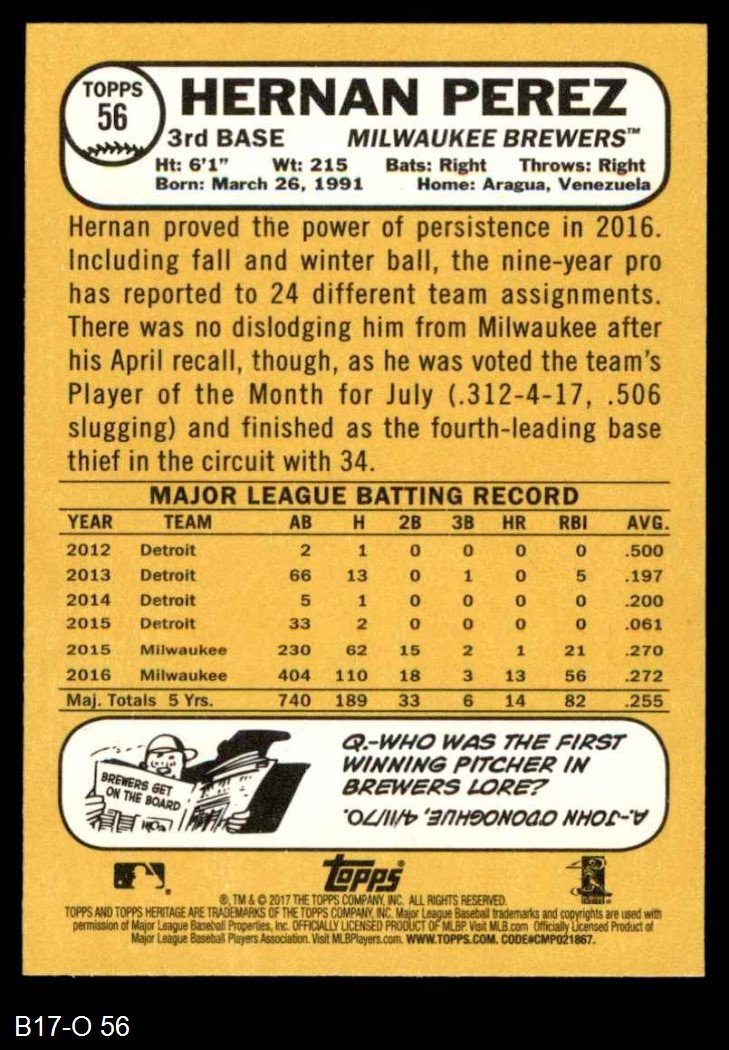 TOPPS
56
HERNAN PEREZ
3rd BASE MILWAUKEE BREWERS™
Ht: 6'1" Wt: 215 Bats: Right Throws: Right
Born: March 26, 1991 Home: Aragua, Venezuela
Hernan proved the power of persistence in 2016.
Including fall and winter ball, the nine-year pro
has reported to 24 different team assignments.
There was no dislodging him from Milwaukee after
his April recall, though, as he was voted the team's
Player of the Month for July (.312-4-17, .506
slugging) and finished as the fourth-leading base
thief in the circuit with 34.
MAJOR LEAGUE BATTING RECORD
YEAR TEAM AB H 2B 3B HR RBI AVG.
2012 Detroit 2 1 0 0 0 0 .500
2013 Detroit 66 13 0 1 0 5 .197
2014 Detroit 5 1 0 0 0 0 .200
2015 Detroit 33 2 0 0 0 0 .061
2015 Milwaukee 230 62 15 2 1 21 .270
2016 Milwaukee 404 110 18 3 13 56 .272
Maj. Totals 5 Yrs. 740 189 33 6 14 82 .255
BREWERS GET
ON THE BOARD
Q.-WHO WAS THE FIRST
WINNING PITCHER IN
BREWERS LORE?
A.-JOHN O'DONOGHUE, 4/11/70.
Topps®
®, TM & © 2017 THE TOPPS COMPANY, INC. ALL RIGHTS RESERVED.
TOPPS AND TOPPS HERITAGE ARE TRADEMARKS OF THE TOPPS COMPANY, INC. Major League Baseball trademarks and copyrights are used with
permission of Major League Baseball Properties, Inc. OFFICIALLY LICENSED PRODUCT OF MLBP. Visit MLB.com Officially Licensed Product of
Major League Baseball Players Association. Visit MLBPlayers.com. WWW.TOPPS.COM. CODE#CMP021867.
B17-O 56